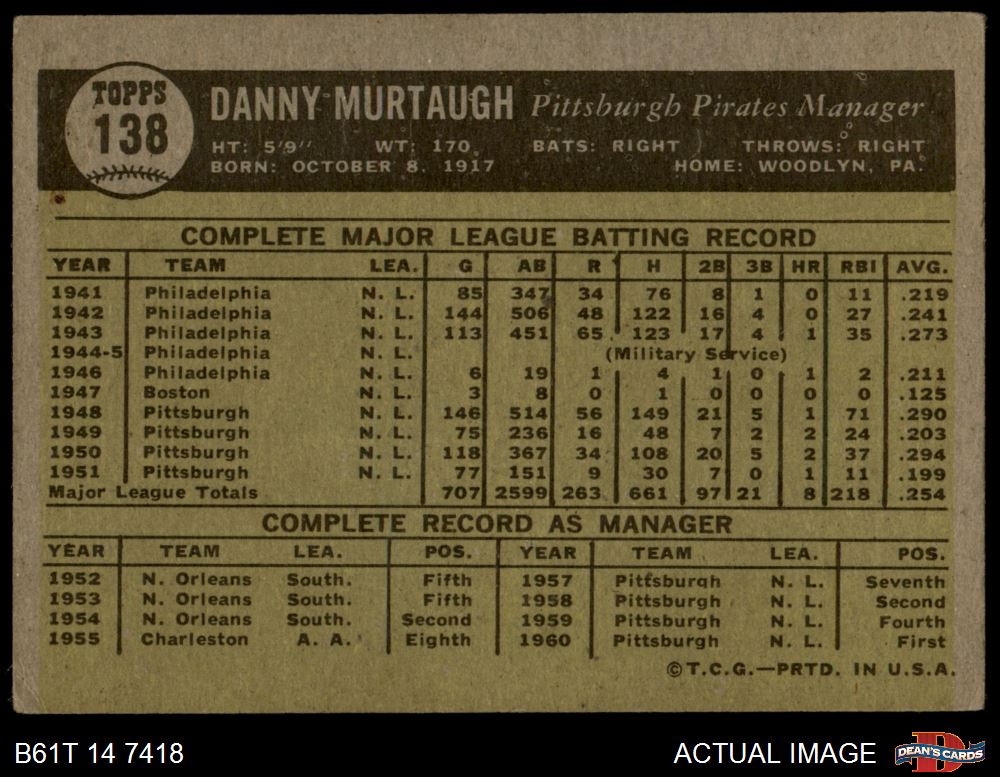 TOPPS
138
DANNY MURTAUGH Pittsburgh Pirates Manager
HT: 5'9" WT: 170 BATS: RIGHT THROWS: RIGHT
BORN: OCTOBER 8, 1917 HOME: WOODLYN, PA.
COMPLETE MAJOR LEAGUE BATTING RECORD
YEAR TEAM LEA. G AB R H 2B 3B HR RBI AVG.
1941 Philadelphia N. L. 85 347 34 76 8 1 0 11 .219
1942 Philadelphia N. L. 144 506 48 122 16 4 0 27 .241
1943 Philadelphia N. L. 113 451 65 123 17 4 1 35 .273
1944-5 Philadelphia N. L. (Military Service)
1946 Philadelphia N. L. 6 19 1 4 1 0 1 2 .211
1947 Boston N. L. 3 8 0 1 0 0 0 0 .125
1948 Pittsburgh N. L. 146 514 56 149 21 5 1 71 .290
1949 Pittsburgh N. L. 75 236 16 48 7 2 2 24 .203
1950 Pittsburgh N. L. 118 367 34 108 20 5 2 37 .294
1951 Pittsburgh N. L. 77 151 9 30 7 0 1 11 .199
Major League Totals 707 2599 263 661 97 21 8 218 .254
COMPLETE RECORD AS MANAGER
YEAR TEAM LEA. POS. YEAR TEAM LEA. POS.
1952 N. Orleans South. Fifth 1957 Pittsburgh N. L. Seventh
1953 N. Orleans South. Fifth 1958 Pittsburgh N. L. Second
1954 N. Orleans South. Second 1959 Pittsburgh N. L. Fourth
1955 Charleston A. A. Eighth 1960 Pittsburgh N. L. First
©T.C.G.—PRTD. IN U.S.A.
B61T 14 7418 ACTUAL IMAGE DEAN'S CARDS